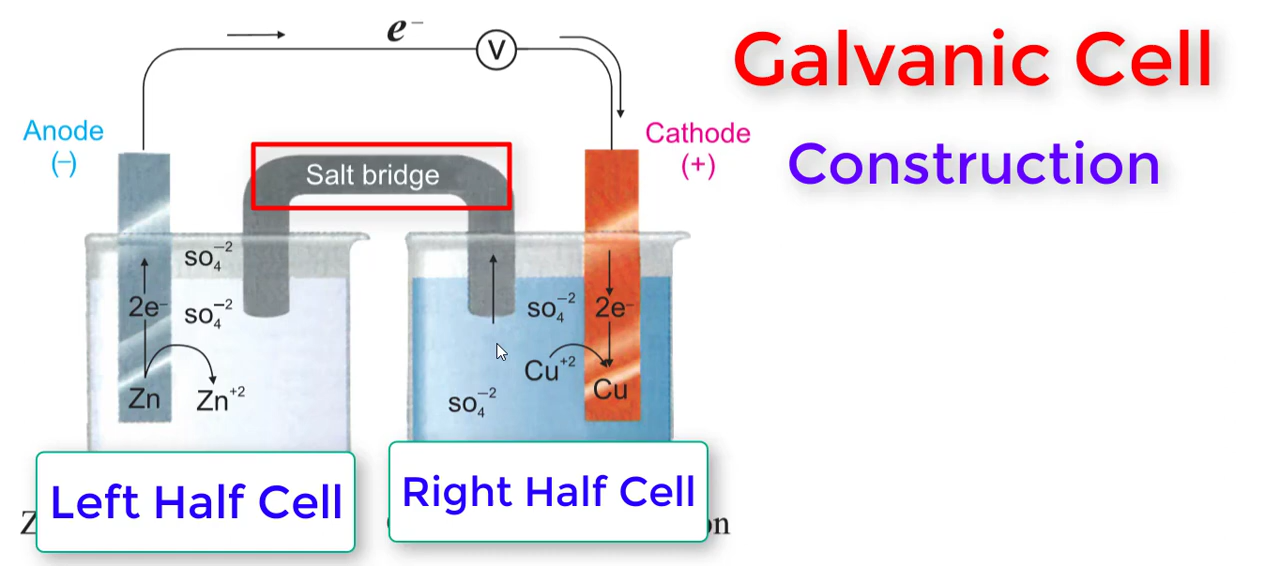 e⁻
V
Galvanic Cell
Construction
Anode
(−)
Cathode
(+)
Salt bridge
so₄⁻²
2e⁻
so₄⁻²
Zn
Zn⁺²
so₄⁻²
2e⁻
Cu⁺²
Cu
so₄⁻²
Left Half Cell
Right Half Cell